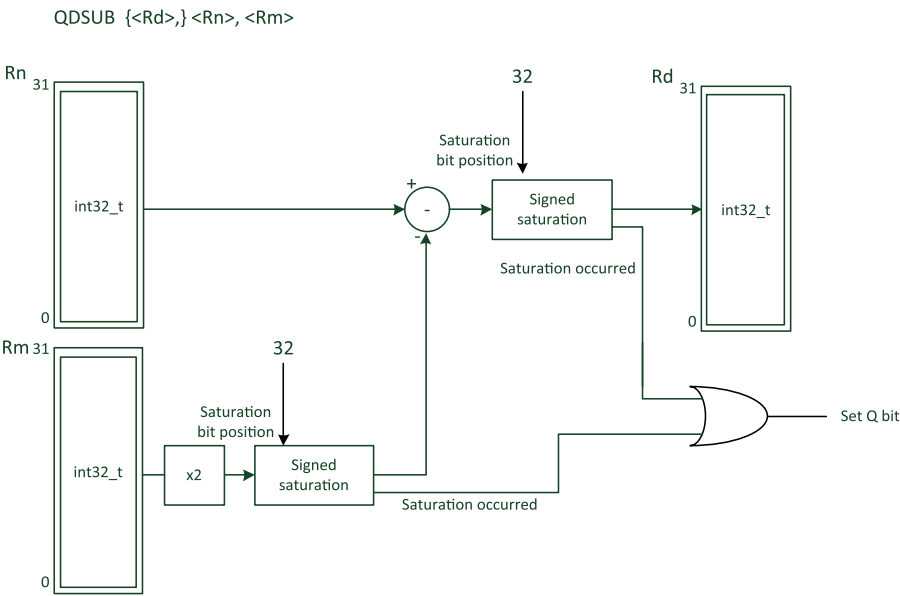 QDSUB {<Rd>,} <Rn>, <Rm>
Rn
31
int32_t
0
32
Saturation
bit position
+
-
-
Signed
saturation
Saturation occurred
Rd
31
int32_t
0
Rm
31
int32_t
0
x2
32
Saturation
bit position
Signed
saturation
Saturation occurred
Set Q bit